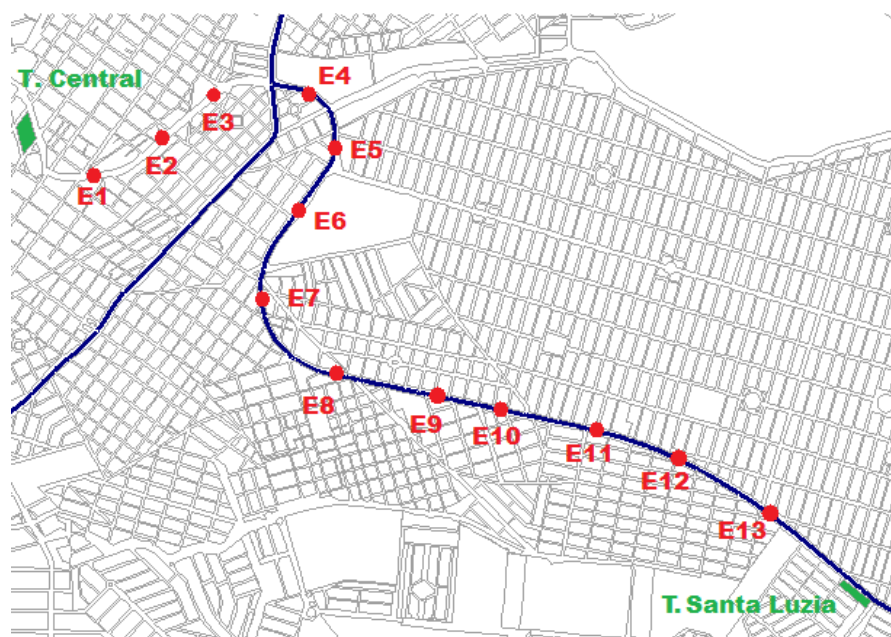 T. Central
E4
E3
E2
E5
E1
E6
E7
E8
E9
E10
E11
E12
E13
T. Santa Luzia